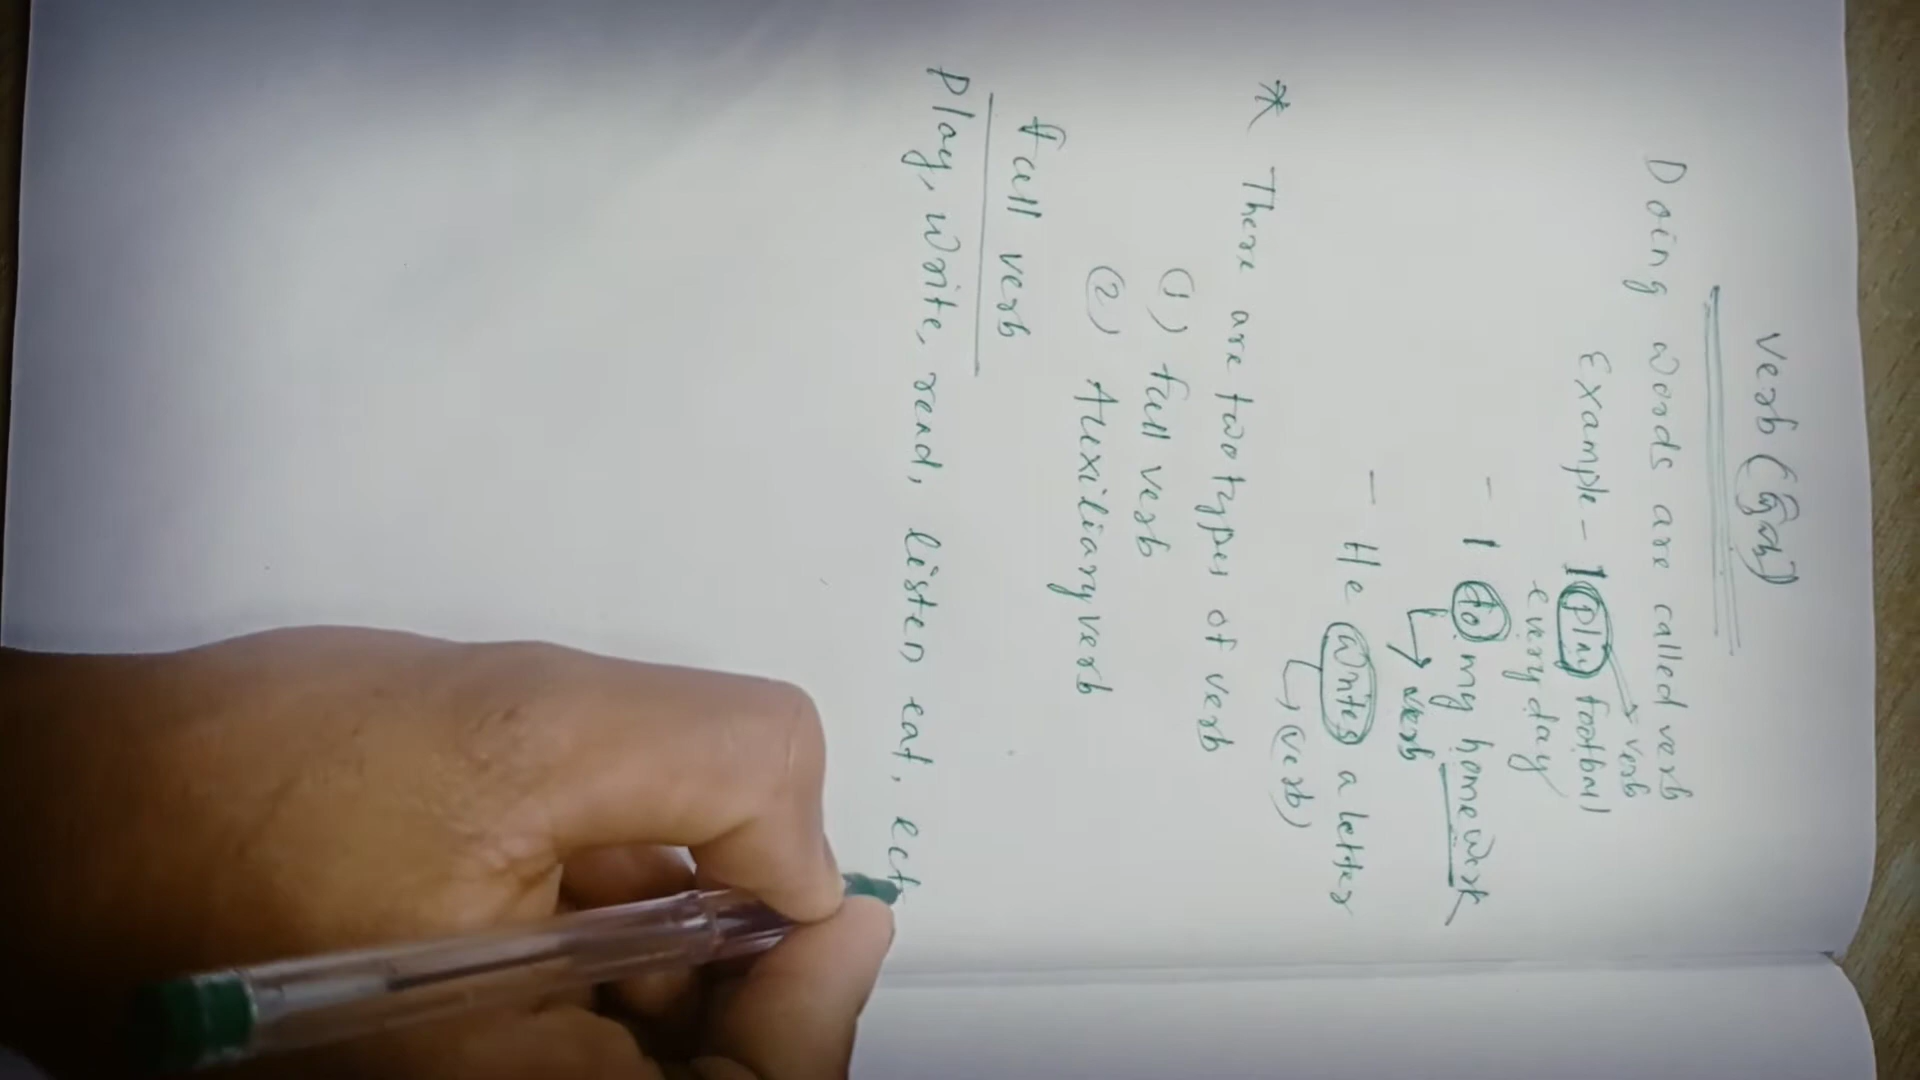 Verb (क्रिया)
Doing words are called verb
Example - I play football
verb
everyday
- I do my homework
verb
- He writes a letter
(verb)
* There are two types of verb
(1) full verb
(2) Auxiliary verb
full verb
Play, write, read, listen eat, ect